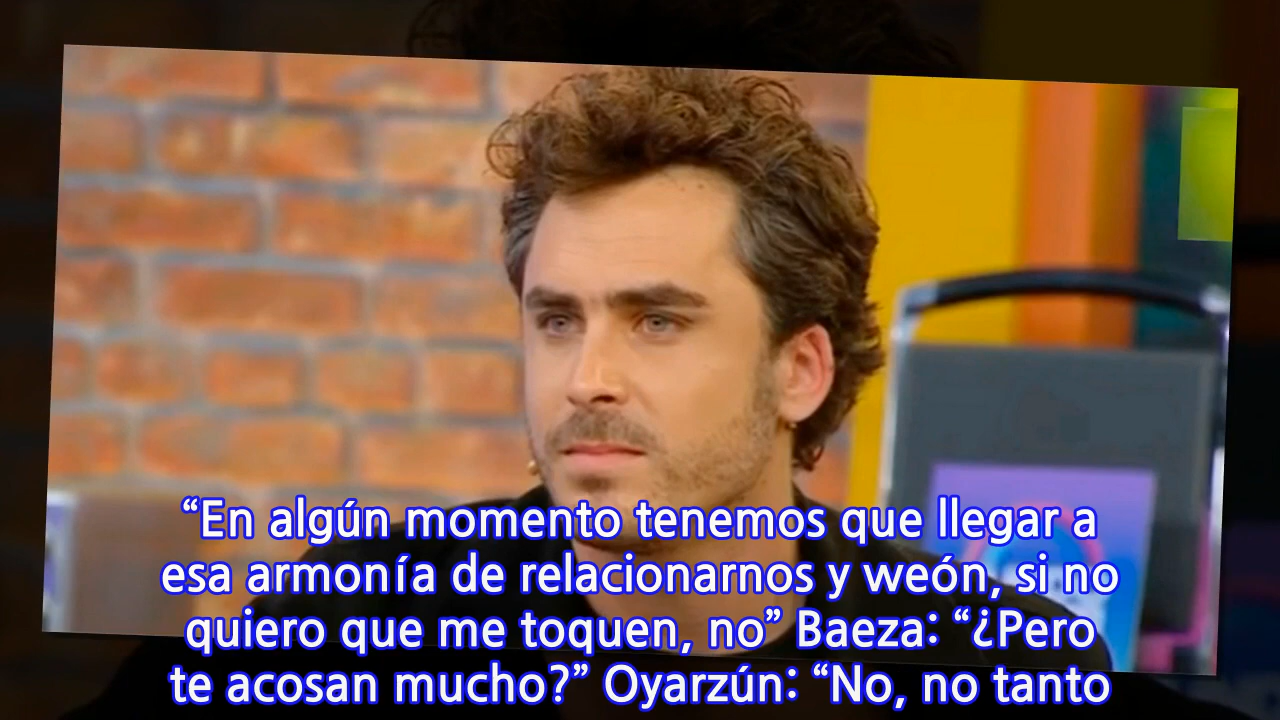 “En algún momento tenemos que llegar a
esa armonía de relacionarnos y weón, si no
quiero que me toquen, no” Baeza: “¿Pero
te acosan mucho?” Oyarzún: “No, no tanto